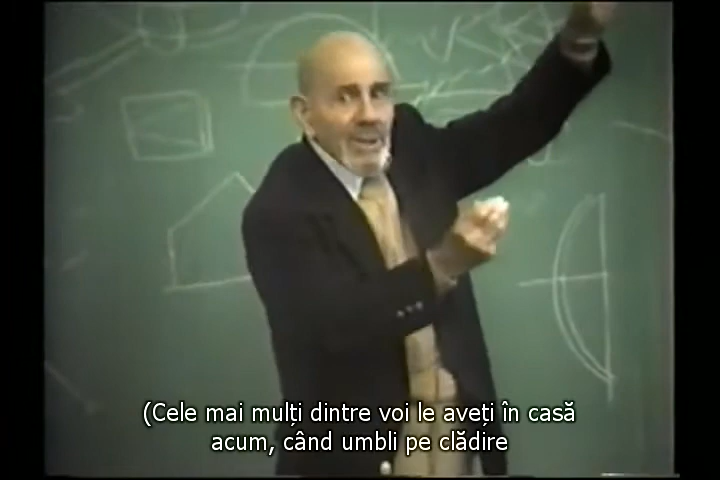 (Cele mai mulți dintre voi le aveți în casă
acum, când umbli pe clădire